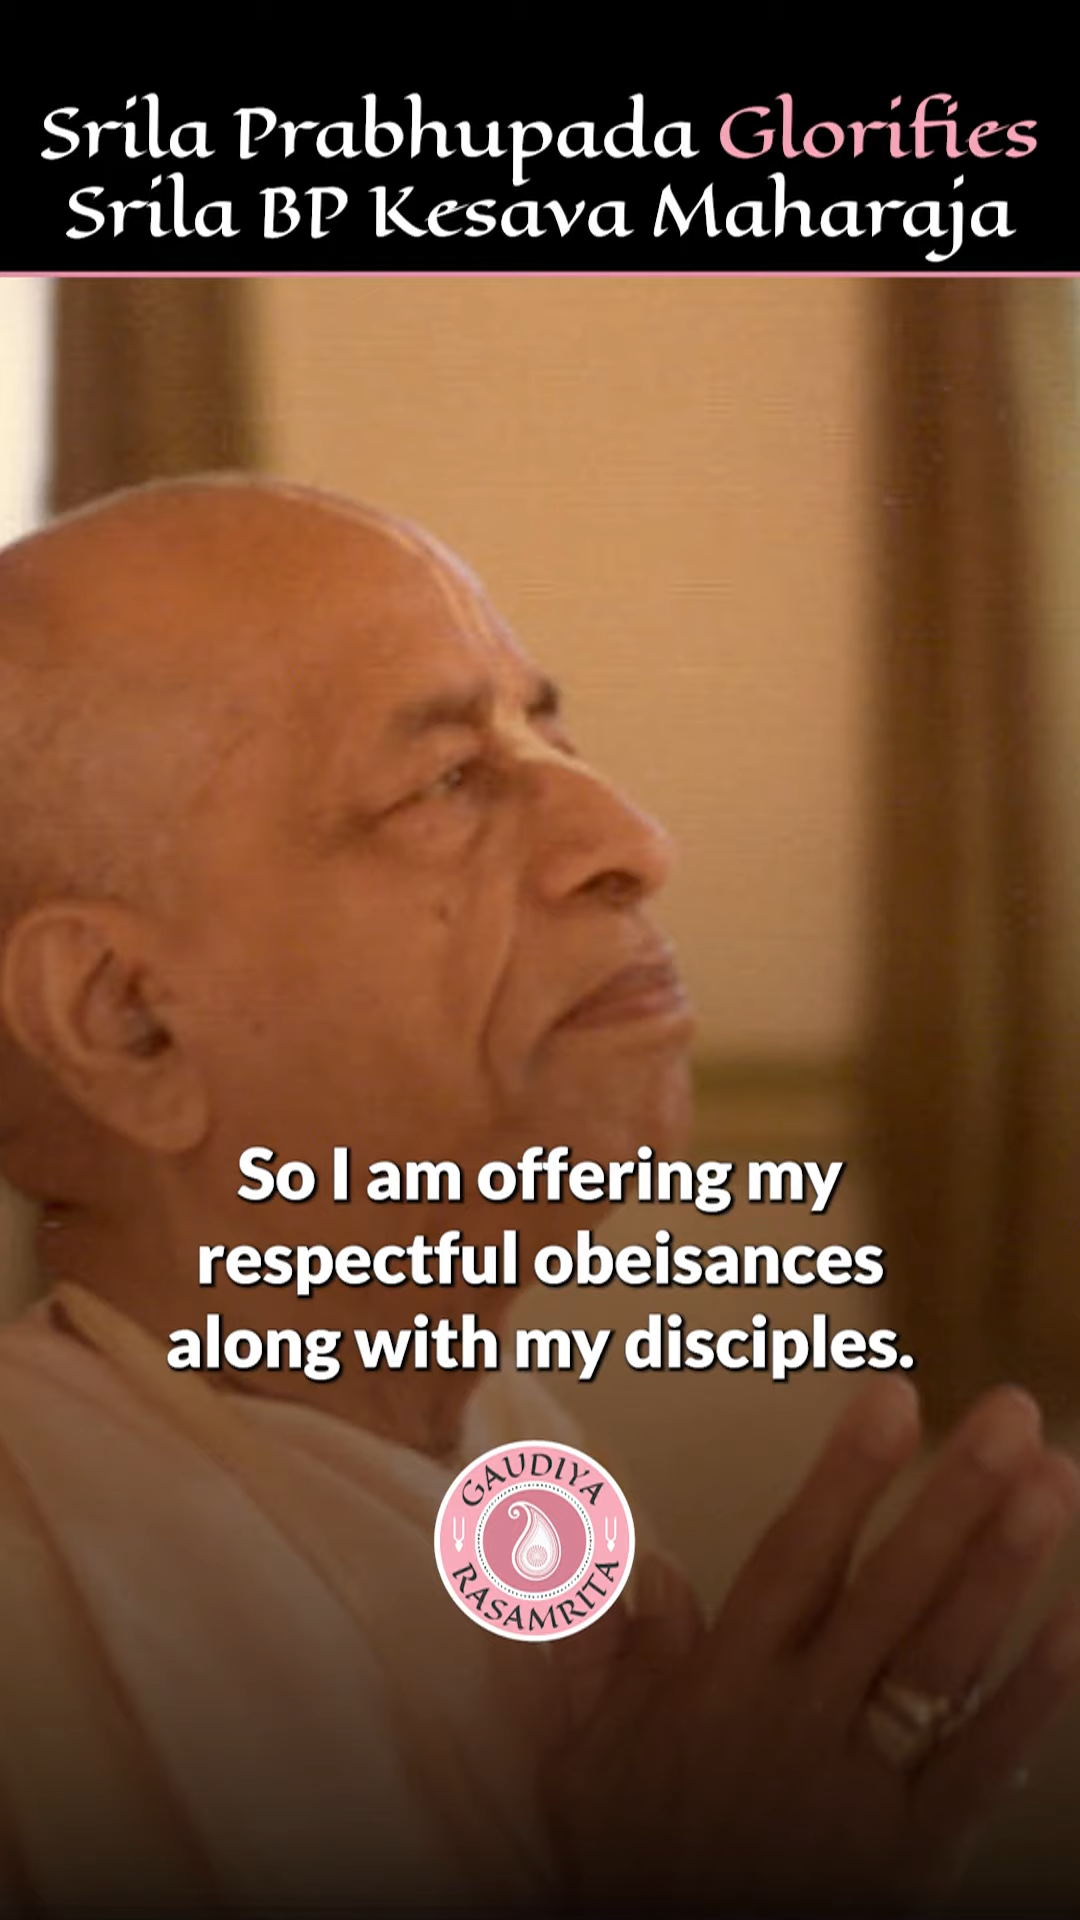 Srila Prabhupada Glorifies
Srila BP Kesava Maharaja
So I am offering my
respectful obeisances
along with my disciples.
GAUDIYA
RASAMRITA